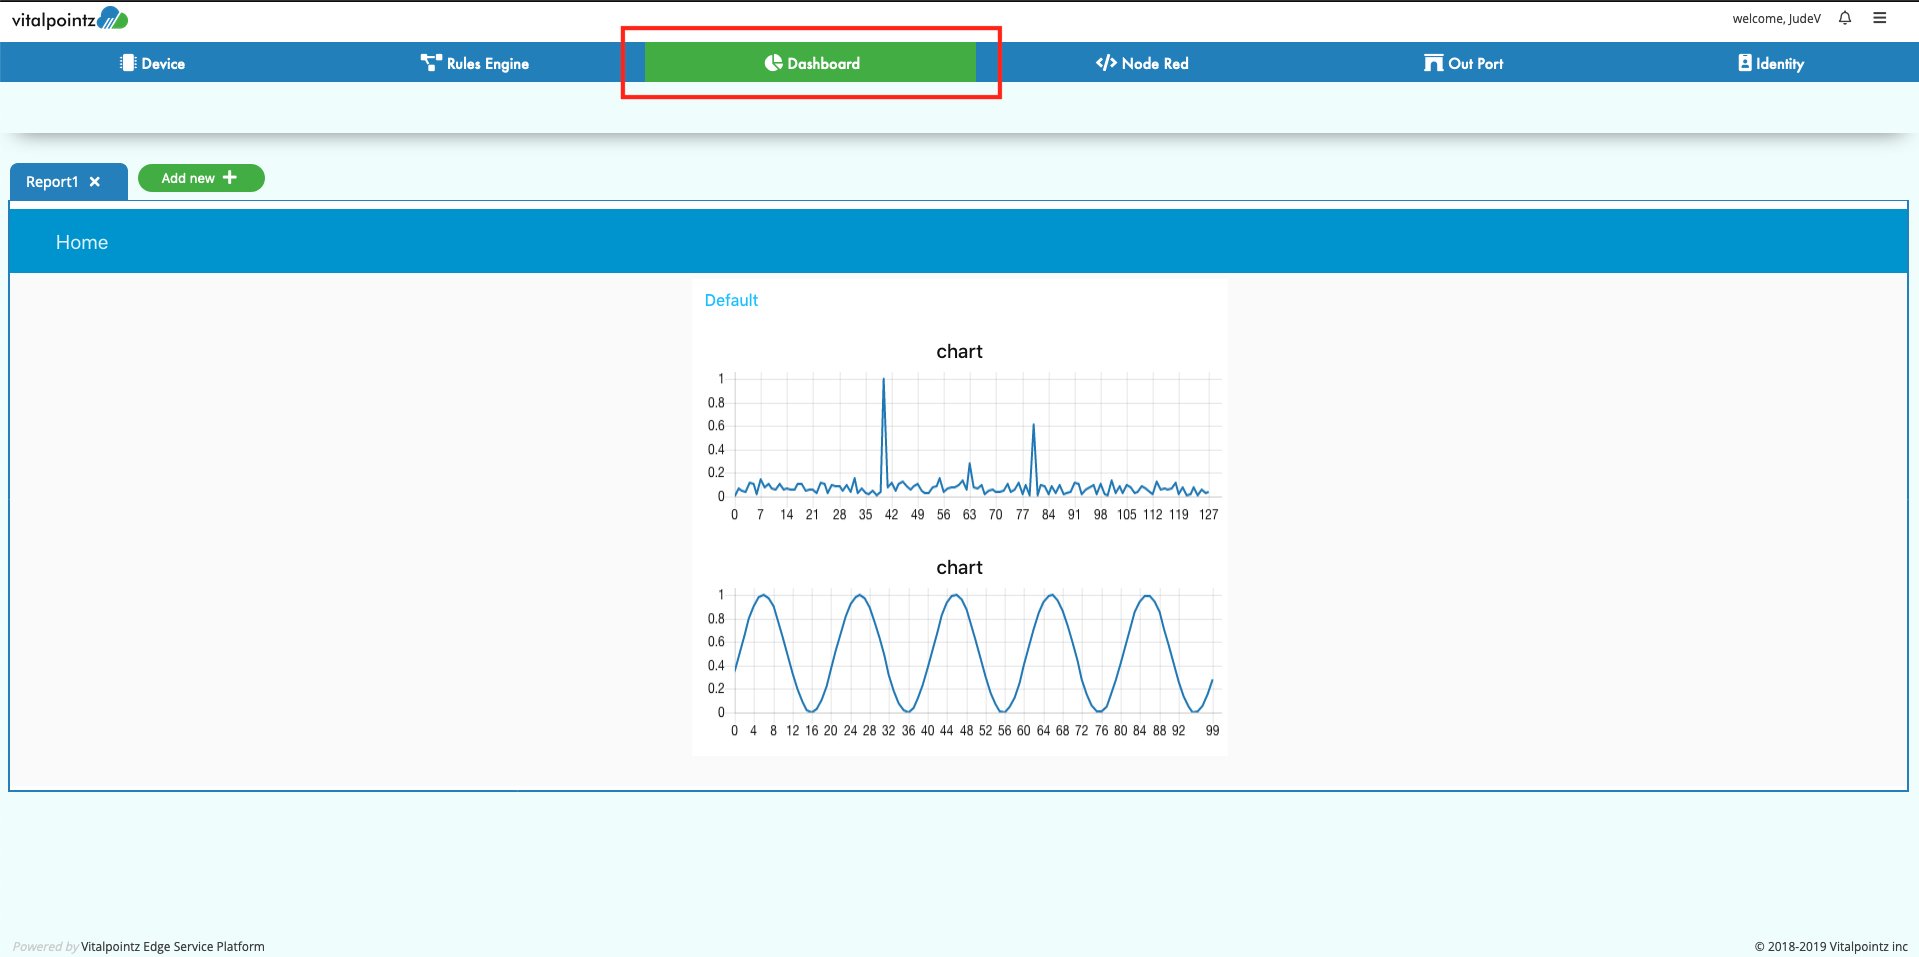 vitalpointz
welcome, JudeV
Device Rules Engine Dashboard Node Red Out Port Identity
Report1 Add new
Home
Default
chart
1
0.8
0.6
0.4
0.2
0
0 7 14 21 28 35 42 49 56 63 70 77 84 91 98 105 112 119 127
chart
1
0.8
0.6
0.4
0.2
0
0 4 8 12 16 20 24 28 32 36 40 44 48 52 56 60 64 68 72 76 80 84 88 92 99
Powered by Vitalpointz Edge Service Platform
© 2018-2019 Vitalpointz inc